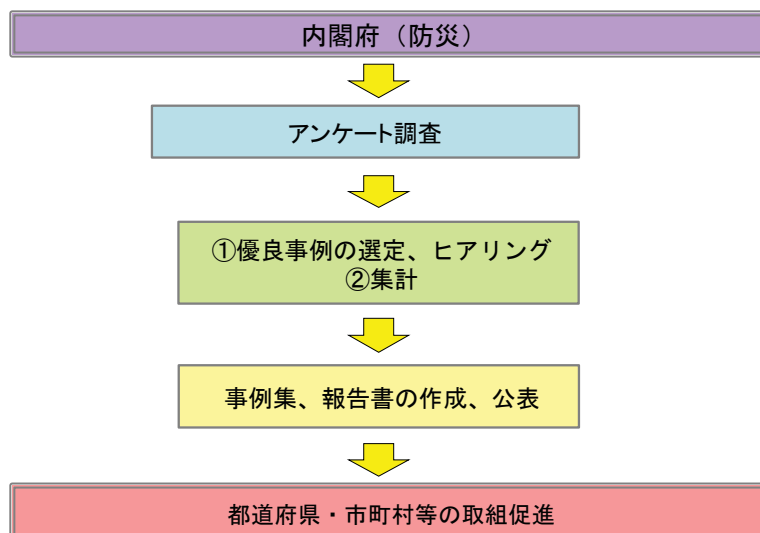 内閣府（防災）
アンケート調査
①優良事例の選定、ヒアリング
②集計
事例集、報告書の作成、公表
都道府県・市町村等の取組促進